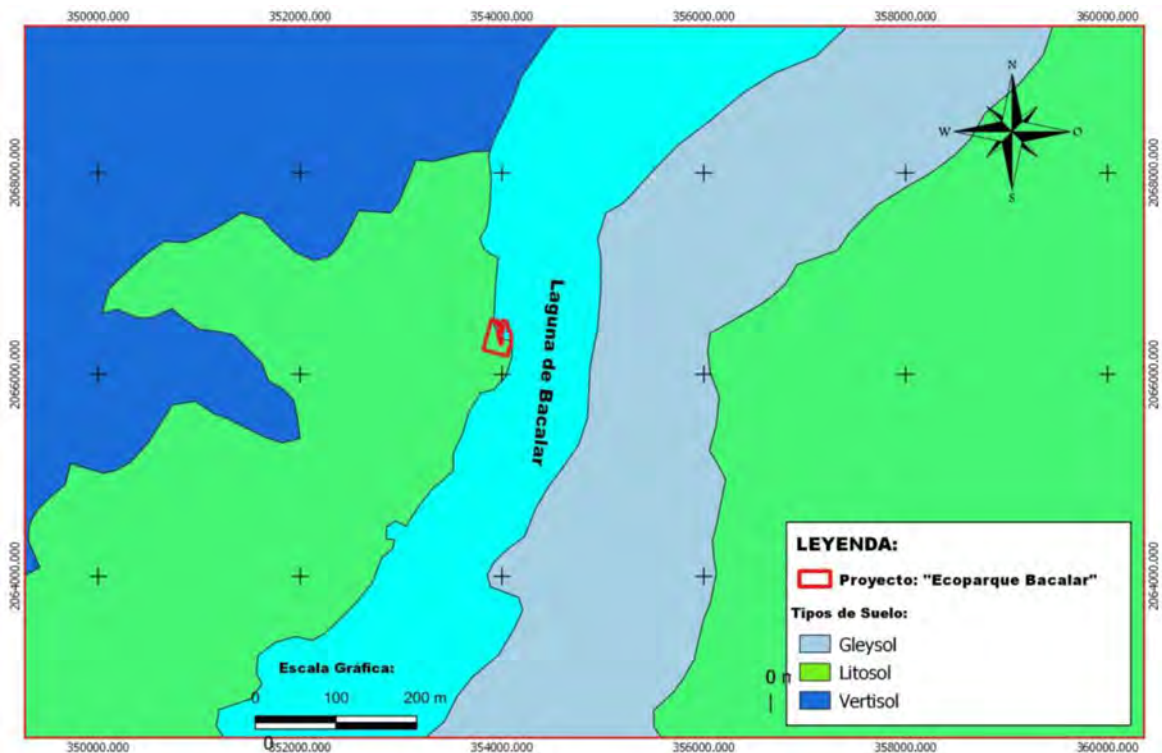 350000.000 352000.000 354000.000 356000.000 358000.000 360000.000
N
W O
S
2068000.000 2068000.000
2066000.000 2066000.000
2064000.000 2064000.000
Laguna de Bacalar
LEYENDA:
Proyecto: "Ecoparque Bacalar"
Tipos de Suelo:
Gleysol
Litosol
Vertisol
Escala Gráfica:
0 100 200 m
0
350000.000 352000.000 354000.000 356000.000 358000.000 360000.000